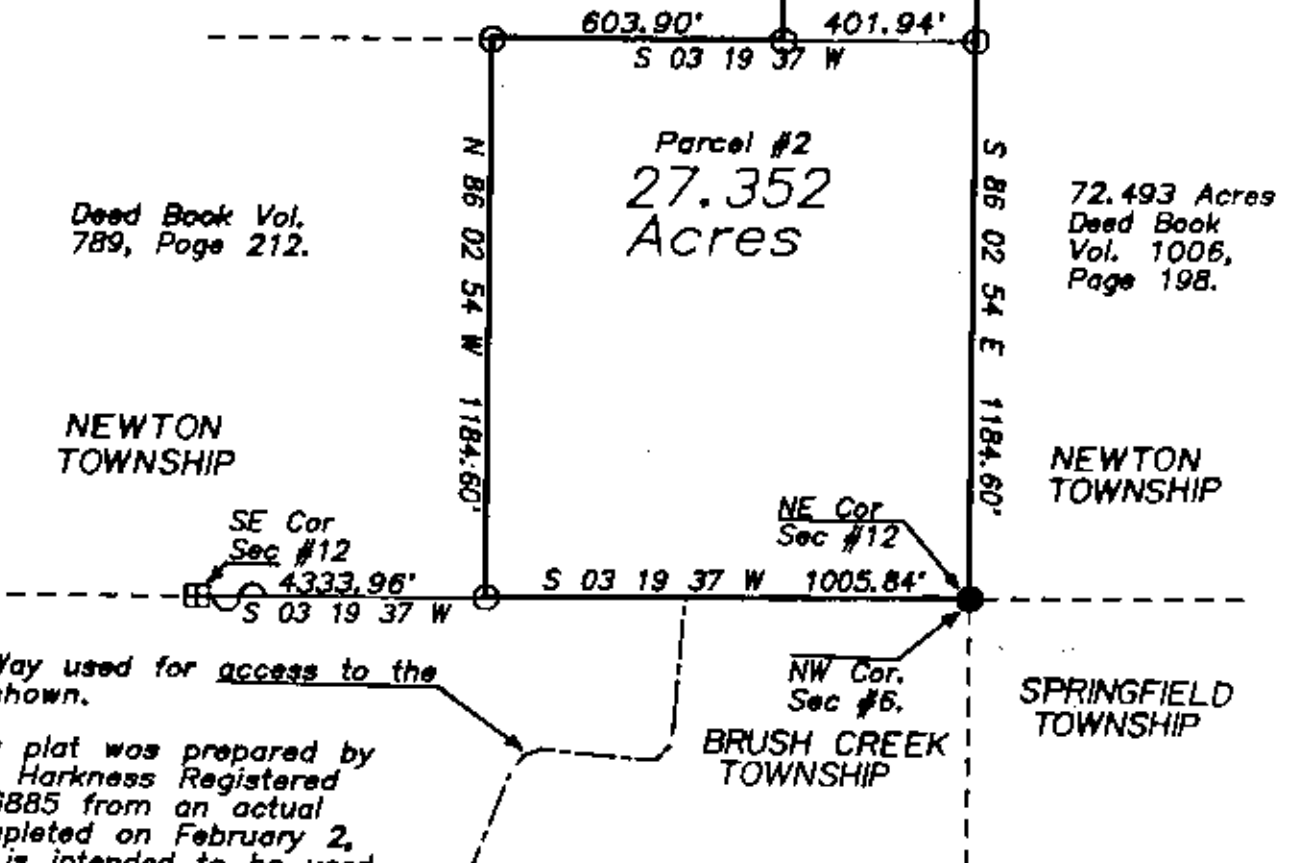 603.90' 401.94'
S 03 19 37 W
N 86 02 54 W 1184.60'
Parcel #2
27.352
Acres
S 86 02 54 E 1184.60'
Deed Book Vol.
789, Page 212.
72.493 Acres
Deed Book
Vol. 1006,
Page 198.
NEWTON
TOWNSHIP
NEWTON
TOWNSHIP
SE Cor
Sec #12
NE Cor
Sec #12
4333.96'
S 03 19 37 W
S 03 19 37 W 1005.84'
Way used for access to the
shown.
NW Cor.
Sec #6.
SPRINGFIELD
TOWNSHIP
BRUSH CREEK
TOWNSHIP
plat was prepared by
Harkness Registered
6885 from an actual
pleted on February 2,
is intended to be used